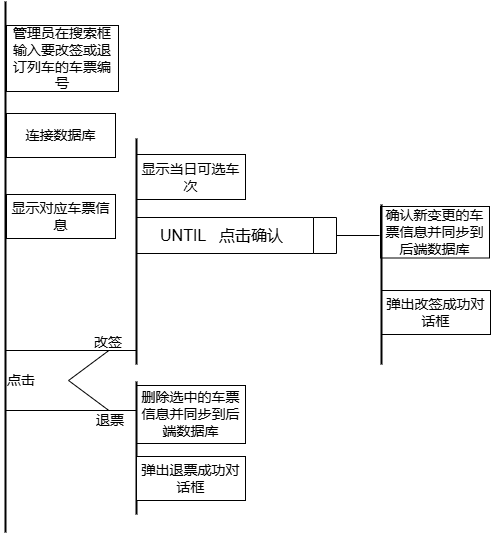 管理员在搜索框
输入要改签或退
订列车的车票编
号
连接数据库
显示对应车票信
息
显示当日可选车
次
UNTIL 点击确认
确认新变更的车
票信息并同步到
后端数据库
弹出改签成功对
话框
改签
点击
退票
删除选中的车票
信息并同步到后
端数据库
弹出退票成功对
话框